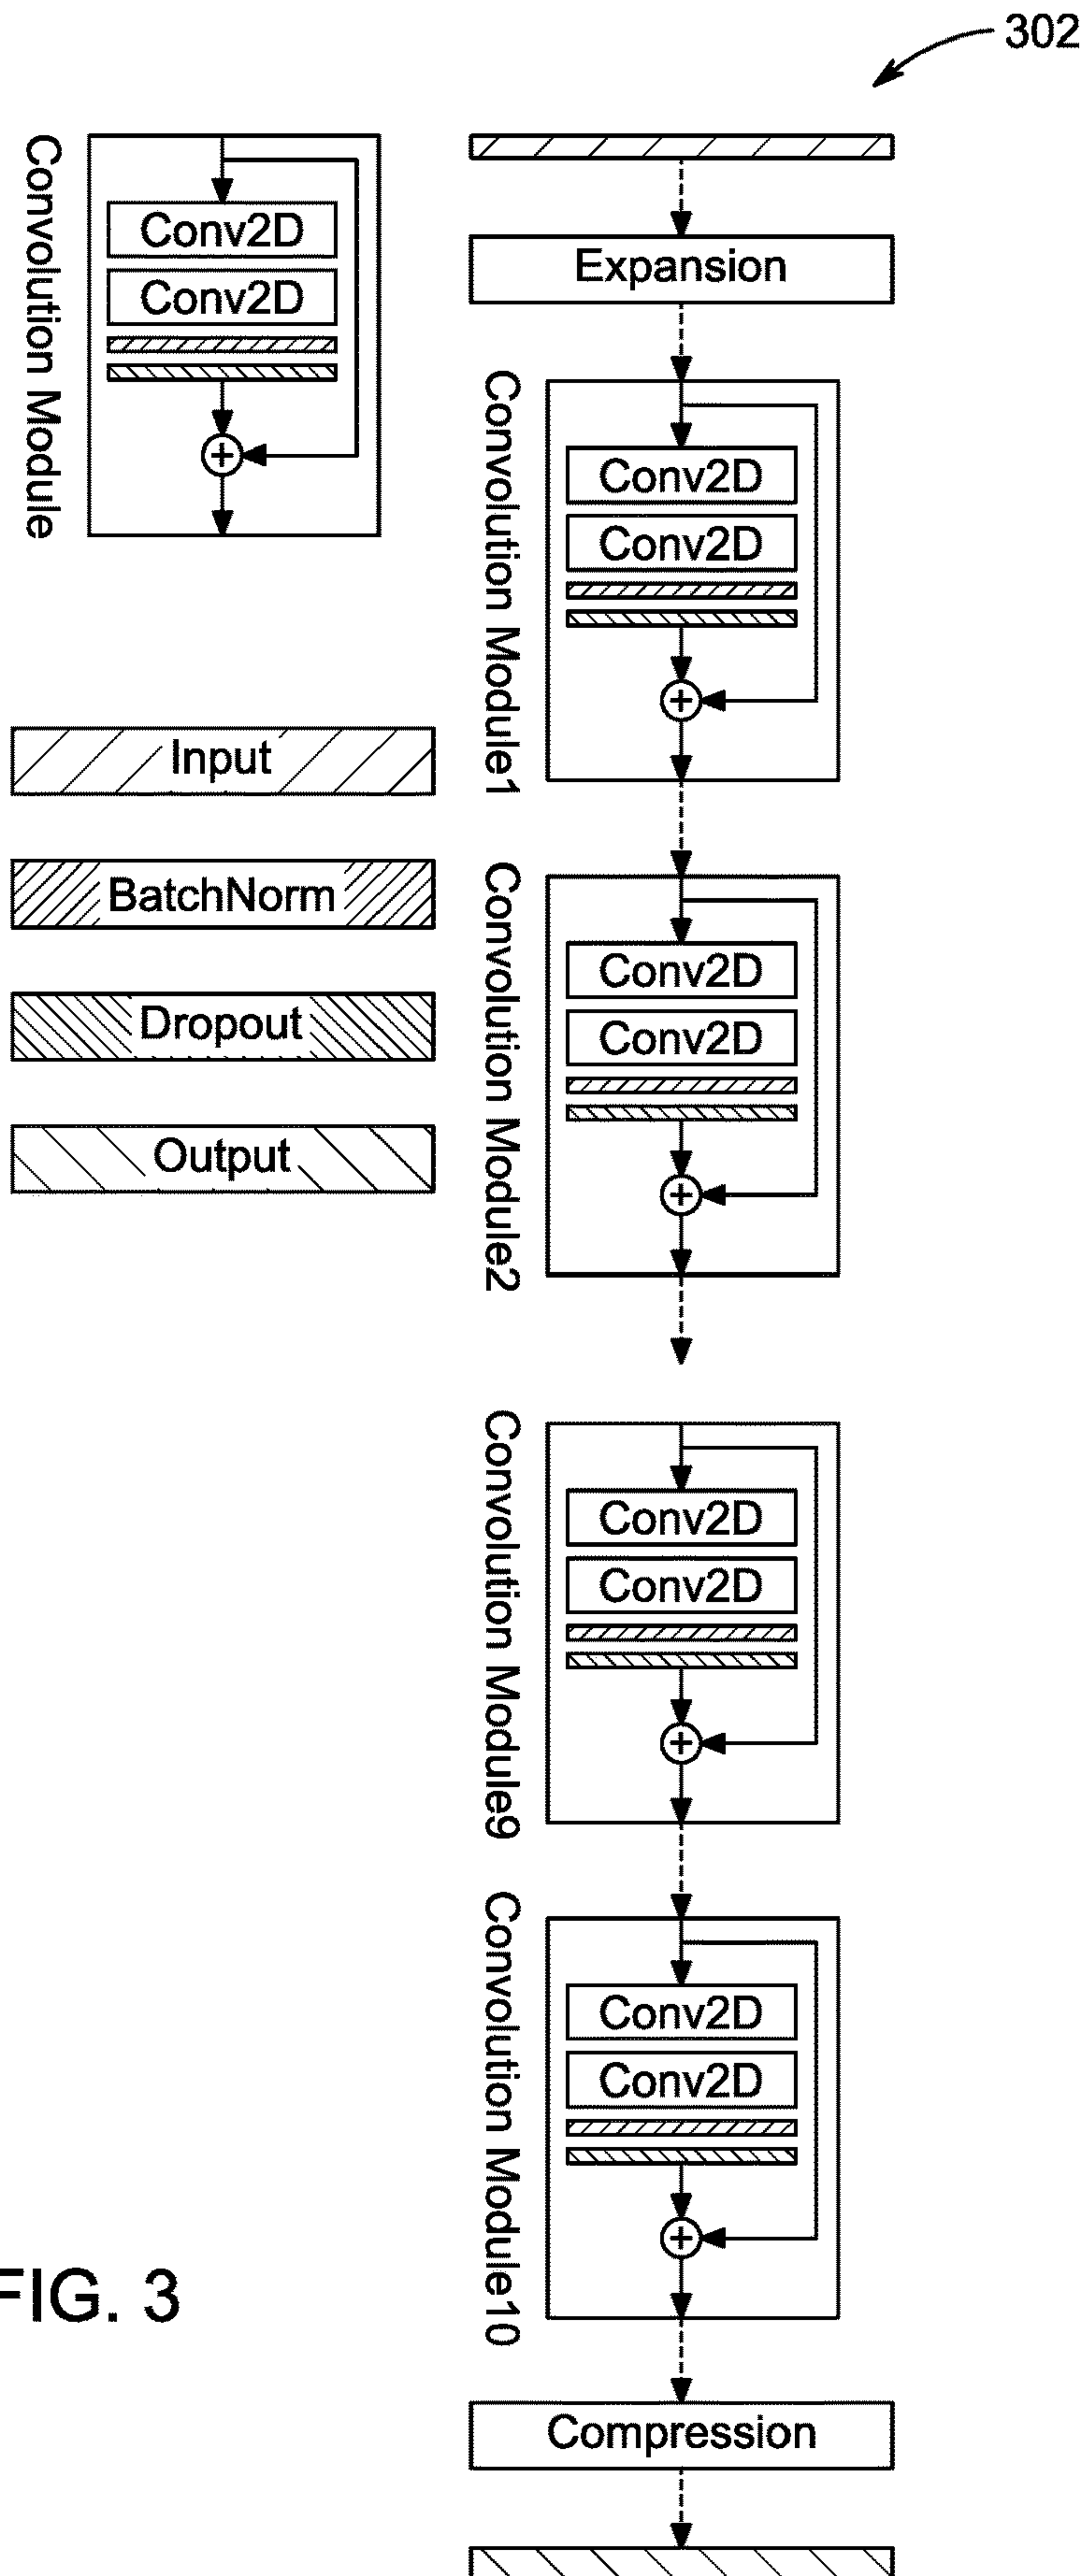 302
Convolution Module
Conv2D
Conv2D
Input
BatchNorm
Dropout
Output
Expansion
Convolution Module1
Conv2D
Conv2D
Convolution Module2
Conv2D
Conv2D
Convolution Module9
Conv2D
Conv2D
Convolution Module10
Conv2D
Conv2D
Compression
FIG. 3